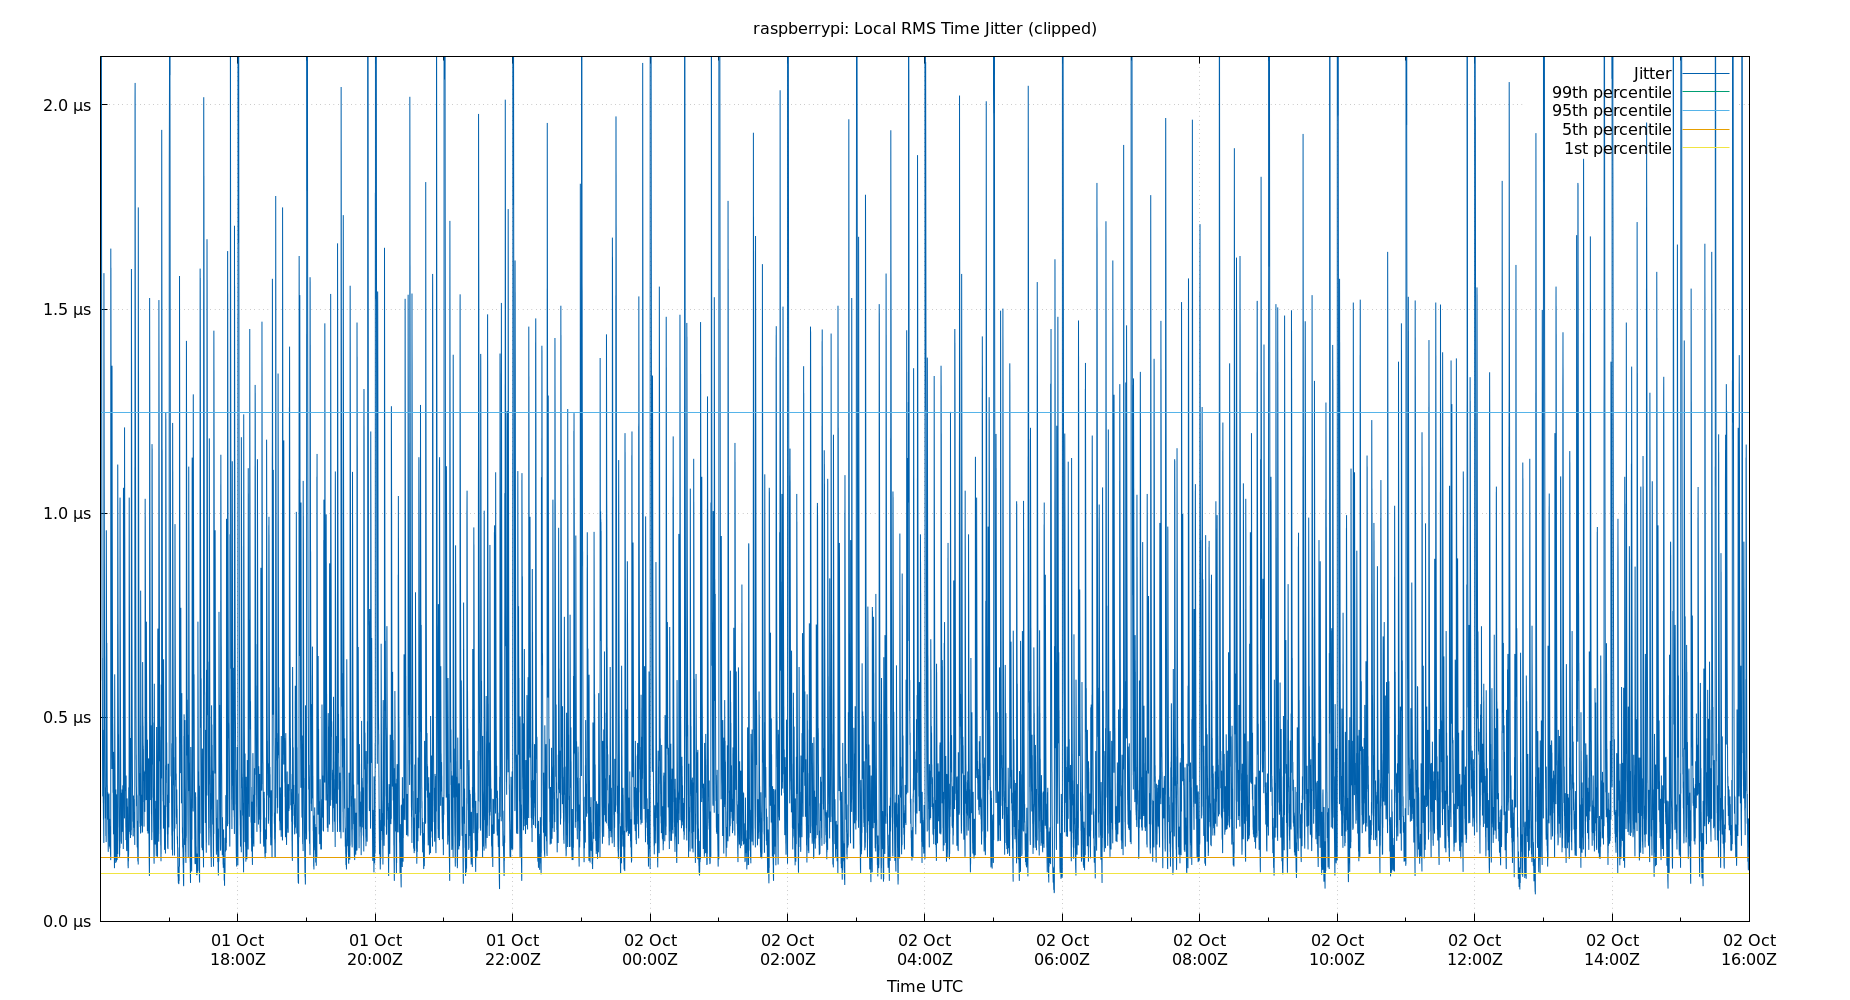 raspberrypi: Local RMS Time Jitter (clipped)
Jitter
99th percentile
95th percentile
5th percentile
1st percentile
2.0 μs
1.5 μs
1.0 μs
0.5 μs
0.0 μs
01 Oct 01 Oct 01 Oct 02 Oct 02 Oct 02 Oct 02 Oct 02 Oct 02 Oct 02 Oct 02 Oct 02 Oct
18:00Z 20:00Z 22:00Z 00:00Z 02:00Z 04:00Z 06:00Z 08:00Z 10:00Z 12:00Z 14:00Z 16:00Z
Time UTC